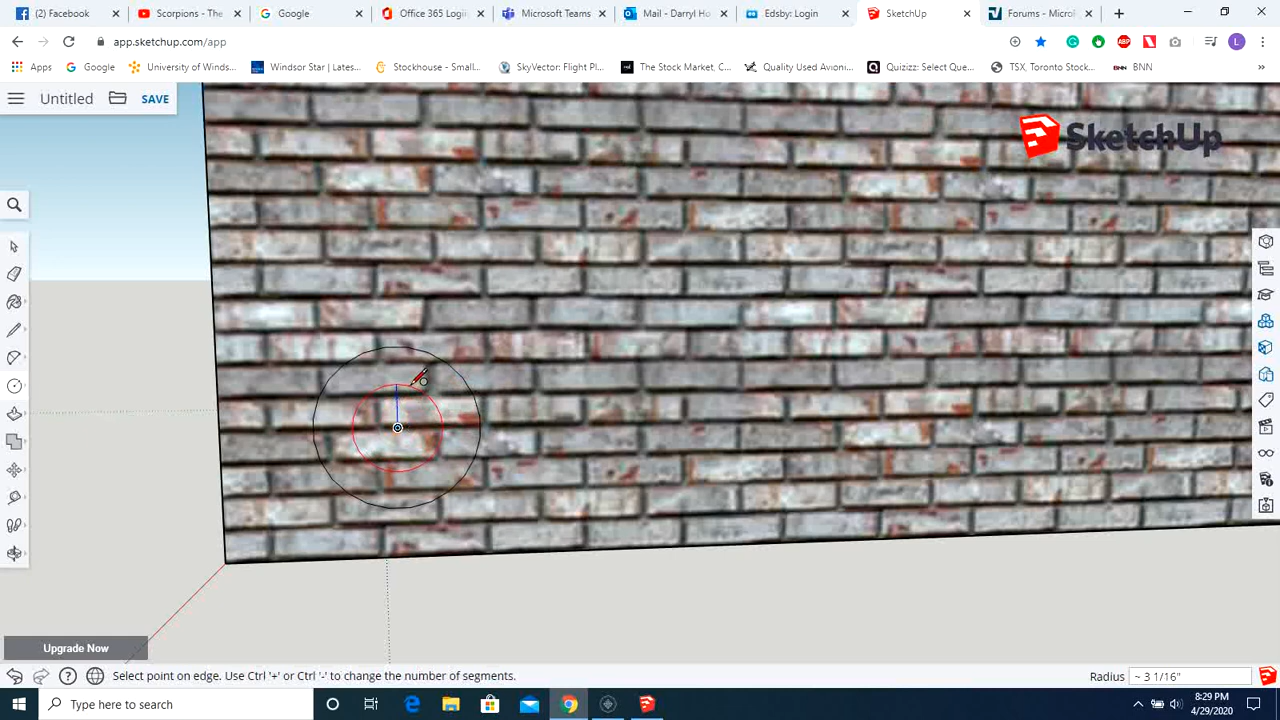 (2) Facebook
Scorpions - The
Google
Office 365 Login
Microsoft Teams
Mail - Darryl Ho
Edsby: Login
SketchUp
Forums - Micro
app.sketchup.com/app
L
Apps
Google
University of Winds...
Windsor Star | Lates...
Stockhouse - Small...
SkyVector: Flight Pl...
The Stock Market, C...
Quality Used Avioni...
Quizizz: Select Que...
TSX, Toronto Stock...
BNN
BNN
»
Untitled
SAVE
SketchUp
Upgrade Now
Select point on edge. Use Ctrl '+' or Ctrl '-' to change the number of segments.
Radius
~ 3 1/16"
Type here to search
8:29 PM
4/29/2020